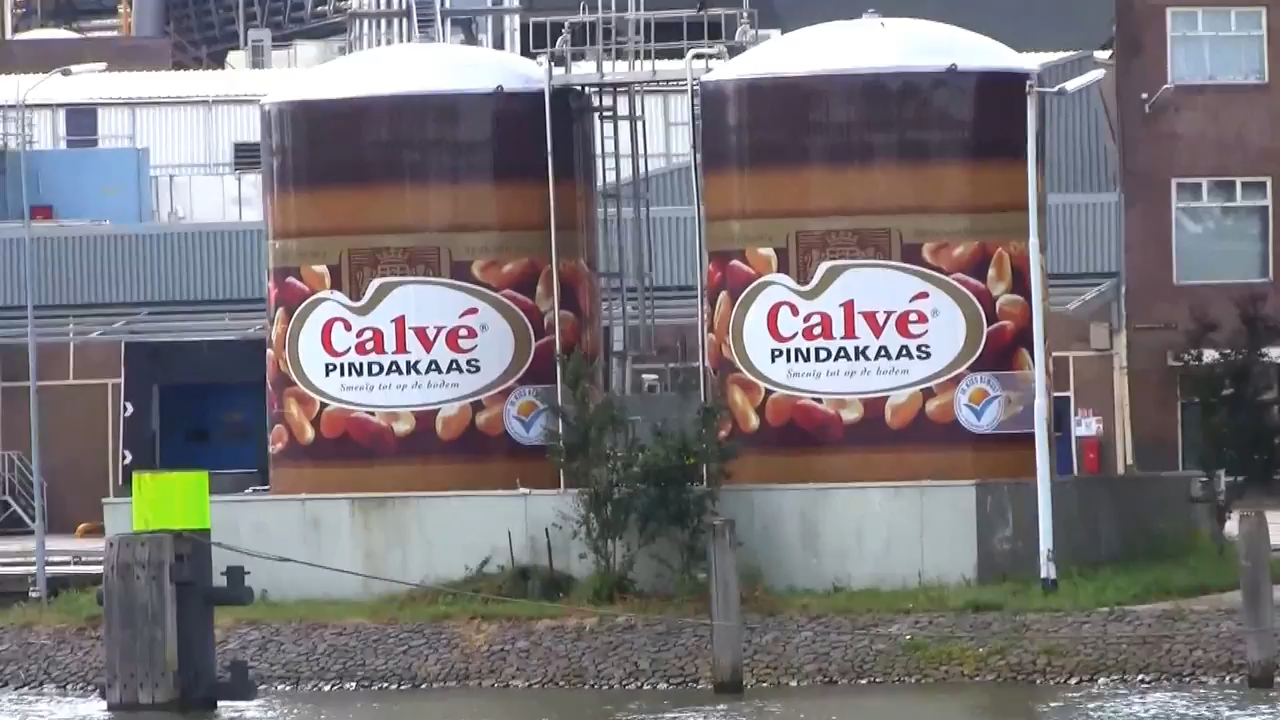 Calvé®
PINDAKAAS
Smeuïg tot op de bodem
Calvé®
PINDAKAAS
Smeuïg tot op de bodem